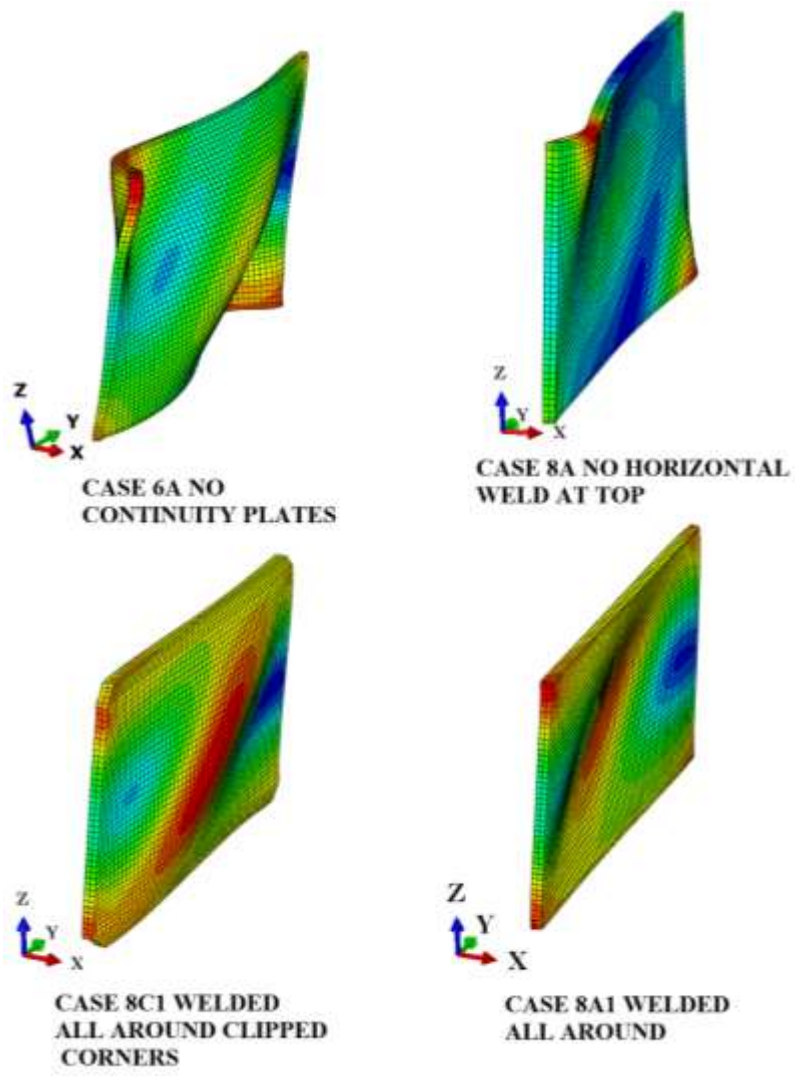 Z
Y
X
CASE 6A NO
CONTINUITY PLATES
Z
Y
X
CASE 8A NO HORIZONTAL
WELD AT TOP
Z
Y
X
CASE 8C1 WELDED
ALL AROUND CLIPPED
CORNERS
Z
Y
X
CASE 8A1 WELDED
ALL AROUND